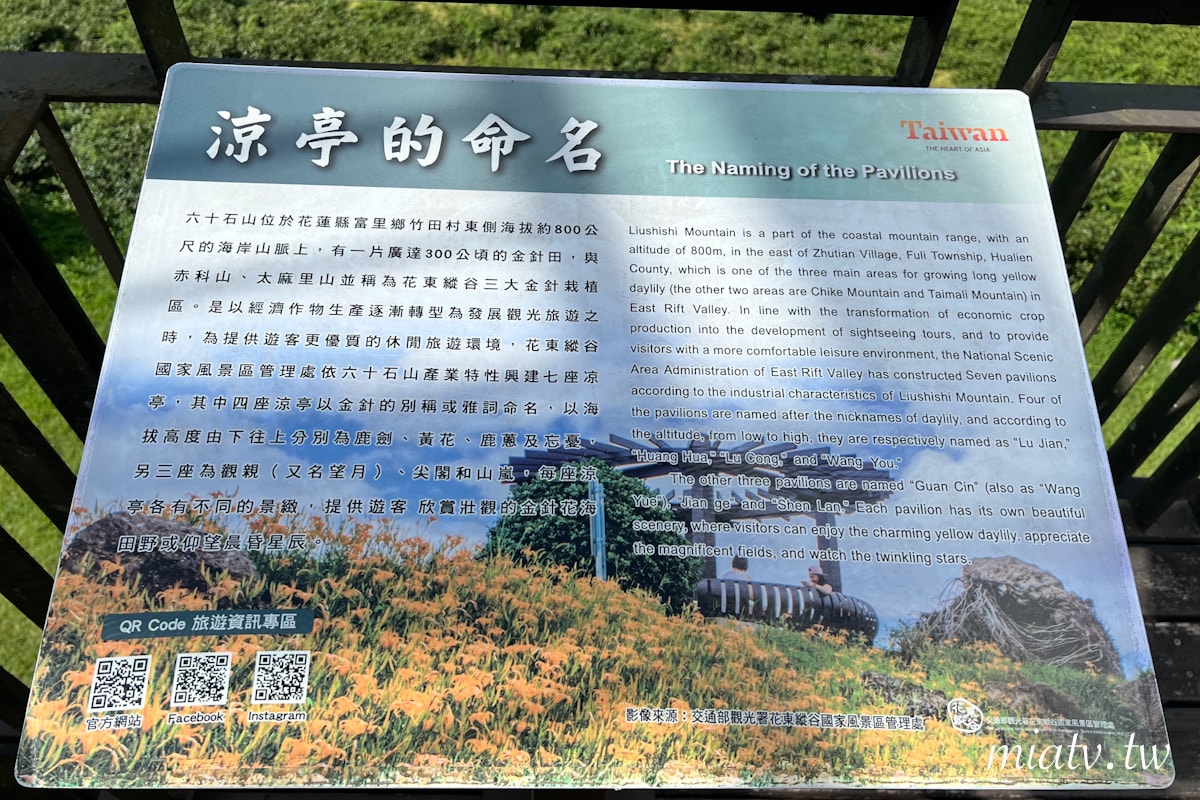 涼亭的命名
The Naming of the Pavilions
Taiwan
THE HEART OF ASIA
六十石山位於花蓮縣富里鄉竹田村東側海拔約800公
尺的海岸山脈上，有一片廣達300公頃的金針田，與
赤科山、太麻里山並稱為花東縱谷三大金針栽植
區。是以經濟作物生產逐漸轉型為發展觀光旅遊之
時，為提供遊客更優質的休閒旅遊環境，花東縱谷
國家風景區管理處依六十石山產業特性興建七座涼
亭，其中四座涼亭以金針的別稱或雅詞命名，以海
拔高度由下往上分別為鹿劍、黃花、鹿蔥及忘憂，
另三座為觀親（又名望月）、尖閣和山嵐，每座涼
亭各有不同的景緻，提供遊客 欣賞壯觀的金針花海
田野或仰望晨昏星辰。
Liushishi Mountain is a part of the coastal mountain range, with an
altitude of 800m, in the east of Zhutian Village, Fuli Township, Hualien
County, which is one of the three main areas for growing long yellow
daylily (the other two areas are Chike Mountain and Taimali Mountain) in
East Rift Valley. In line with the transformation of economic crop
production into the development of sightseeing tours, and to provide
visitors with a more comfortable leisure environment, the National Scenic
Area Administration of East Rift Valley has constructed Seven pavilions
according to the industrial characteristics of Liushishi Mountain. Four of
the pavilions are named after the nicknames of daylily, and according to
the altitude, from low to high, they are respectively named as “Lu Jian,”
“Huang Hua,” “Lu Cong,” and “Wang You.”
The other three pavilions are named “Guan Cin” (also as “Wang
Yue”), “Jian ge” and “Shen Lan.” Each pavilion has its own beautiful
scenery, where visitors can enjoy the charming yellow daylily, appreciate
the magnificent fields, and watch the twinkling stars.
QR Code 旅遊資訊專區
官方網站
Facebook
Instagram
影像來源：交通部觀光署花東縱谷國家風景區管理處
交通部觀光署花東縱谷國家風景區管理處
miatv.tw